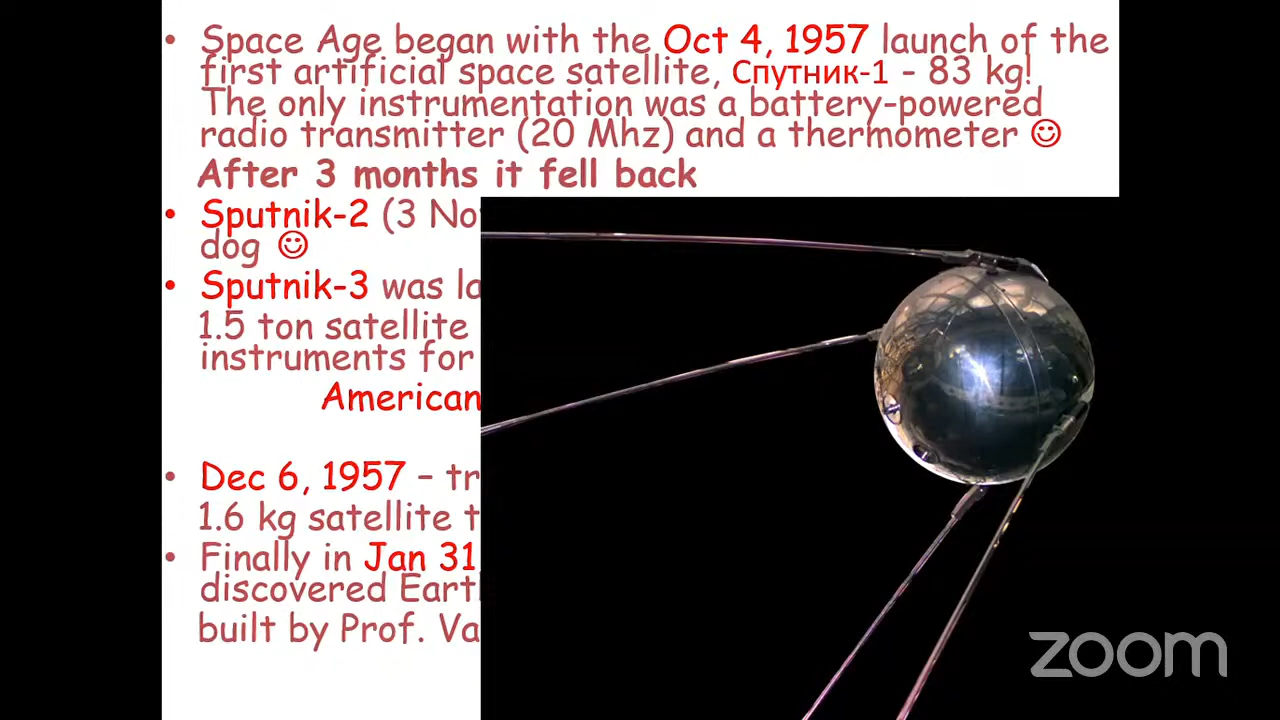 • Space Age began with the Oct 4, 1957 launch of the
first artificial space satellite, Спутник-1 - 83 kg!
The only instrumentation was a battery-powered
radio transmitter (20 Mhz) and a thermometer ☺
After 3 months it fell back
• Sputnik-2 (3 No
dog ☺
• Sputnik-3 was la
1.5 ton satellite
instruments for
American
• Dec 6, 1957 – tr
1.6 kg satellite t
• Finally in Jan 31
discovered Eart
built by Prof. Va
zoom